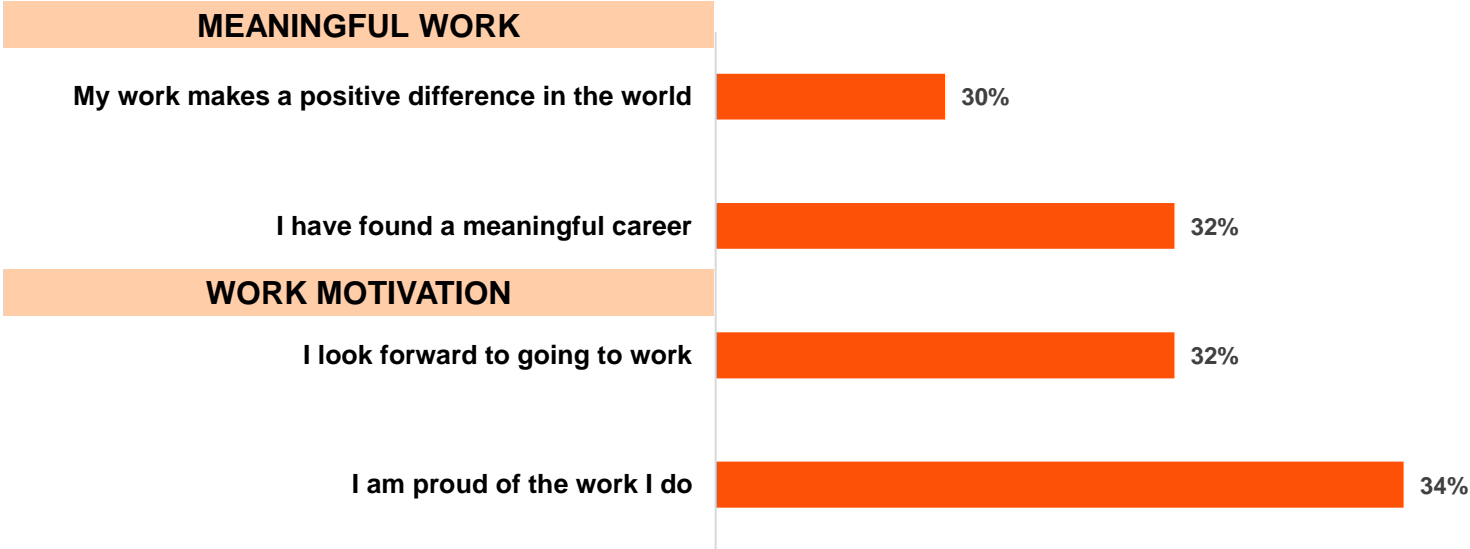 MEANINGFUL WORK
My work makes a positive difference in the world
30%
I have found a meaningful career
32%
WORK MOTIVATION
I look forward to going to work
32%
I am proud of the work I do
34%